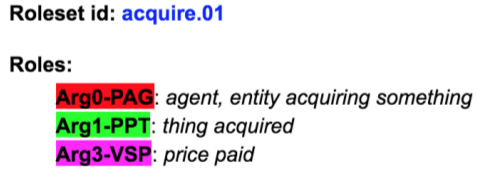 Roleset id: acquire.01
Roles:
Arg0-PAG: agent, entity acquiring something
Arg1-PPT: thing acquired
Arg3-VSP: price paid